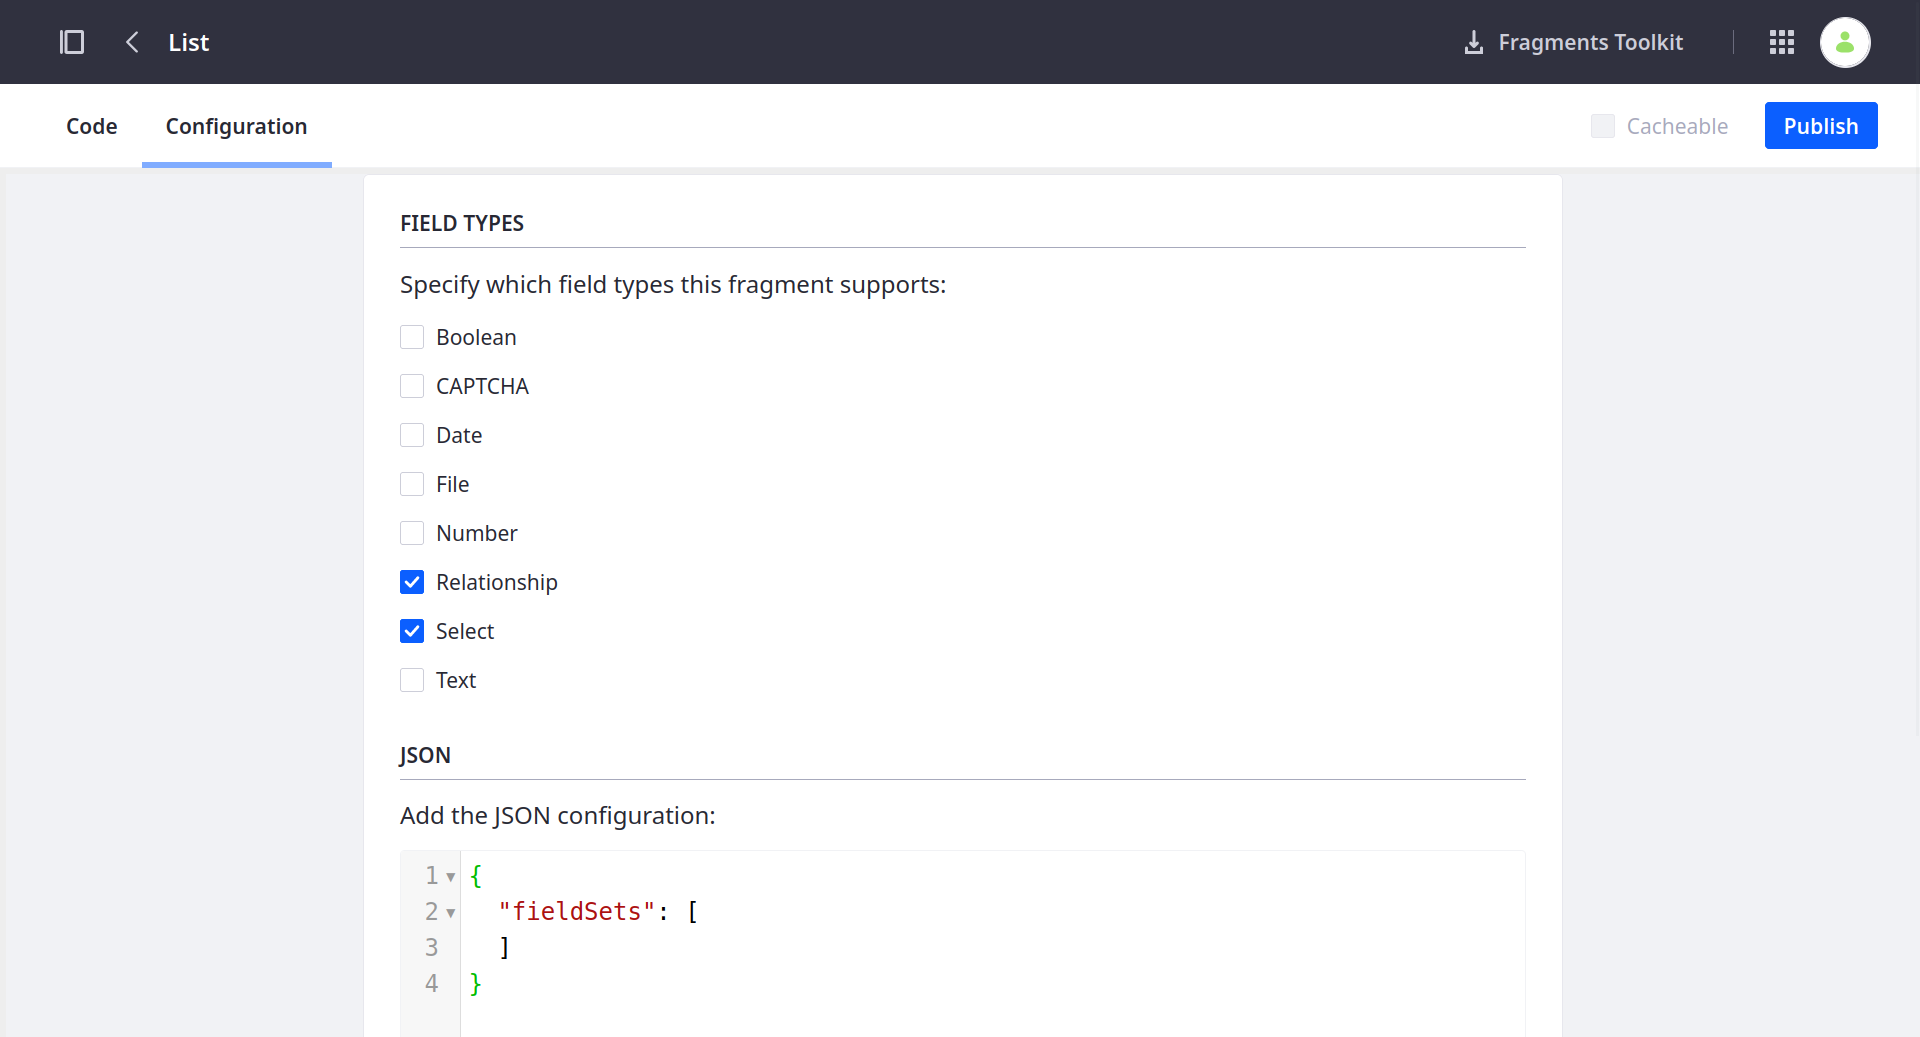 List
Fragments Toolkit
Code
Configuration
Cacheable
Publish
FIELD TYPES
Specify which field types this fragment supports:
Boolean
CAPTCHA
Date
File
Number
Relationship
Select
Text
JSON
Add the JSON configuration:
1 {
2 "fieldSets": [
3 ]
4 }